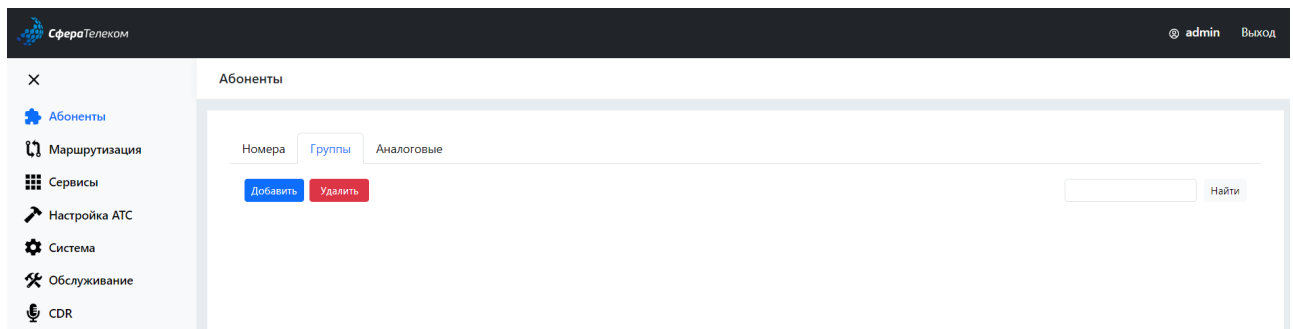 СфераТелеком
admin Выход
Абоненты
Абоненты
Маршрутизация
Сервисы
Настройка АТС
Система
Обслуживание
CDR
Номера Группы Аналоговые
Добавить Удалить Найти